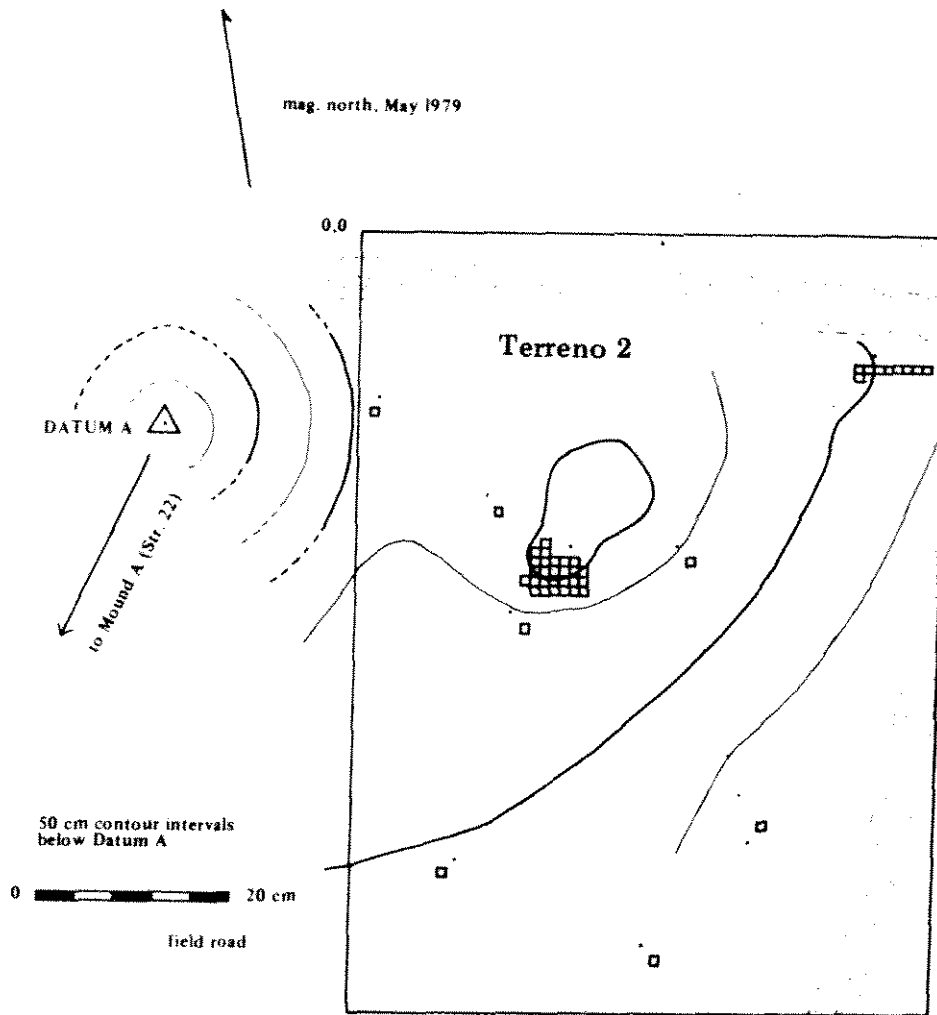 mag. north, May 1979
0,0
Terreno 2
DATUM A
to Mound A (Str. 22)
50 cm contour intervals
below Datum A
0 20 cm
field road